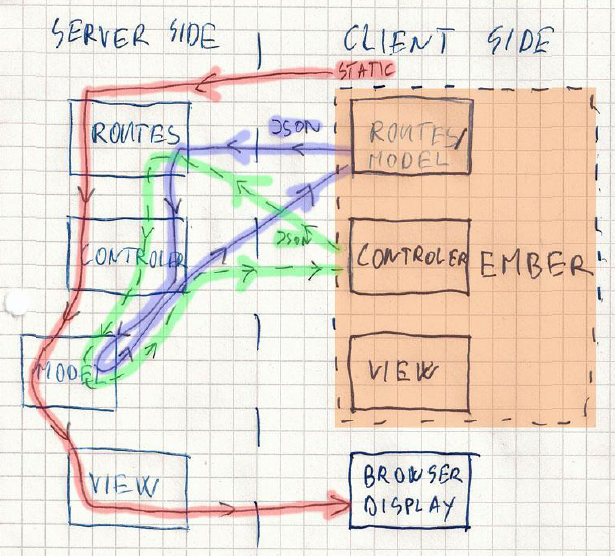 SERVER SIDE
CLIENT SIDE
STATIC
ROUTES
JSON
ROUTES/
MODEL
CONTROLER
JSON
CONTROLER
EMBER
MODEL
VIEW
VIEW
BROWSER
DISPLAY